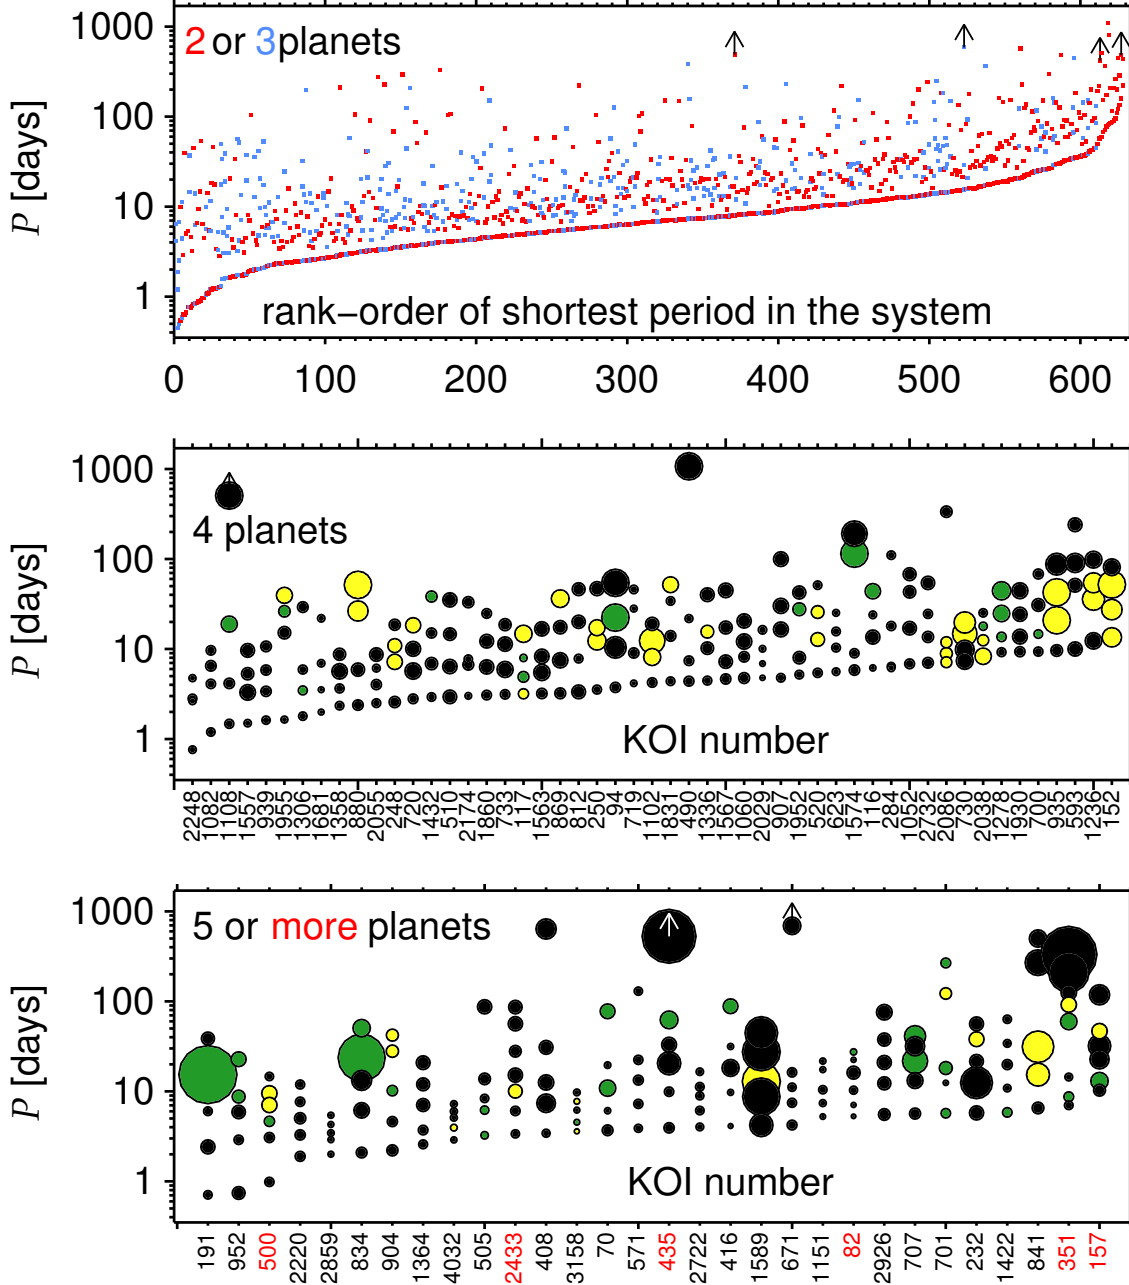 1000
2 or 3planets
100
P [days]
10
1
rank−order of shortest period in the system
0 100 200 300 400 500 600
1000
4 planets
100
P [days]
10
1
KOI number
2248 1082 1108 1557 939 1955 1306 1681 1358 880 2055 248 720 1432 510 2174 1860 733 117 1563 869 812 250 94 719 1102 1831 490 1336 1567 1060 2029 907 1952 520 623 1574 116 284 1052 2732 2086 730 2038 1278 1930 700 935 593 1236 152
1000
5 or more planets
100
P [days]
10
1
KOI number
191 952 500 2220 2859 834 904 1364 4032 505 2433 408 3158 70 571 435 2722 416 1589 671 1151 82 2926 707 701 232 1422 841 351 157